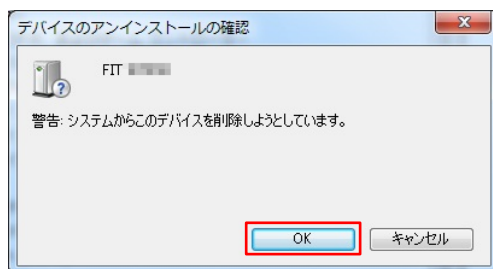 デバイスのアンインストールの確認
FIT
警告: システムからこのデバイスを削除しようとしています。
OK
キャンセル